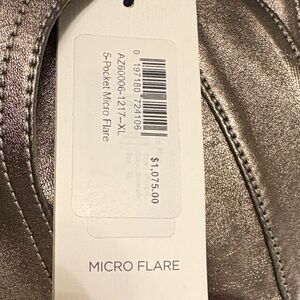 0 197180 724106
AZ60006-1217--XL
5-Pocket Micro Flare
$1,075.00
MICRO FLARE